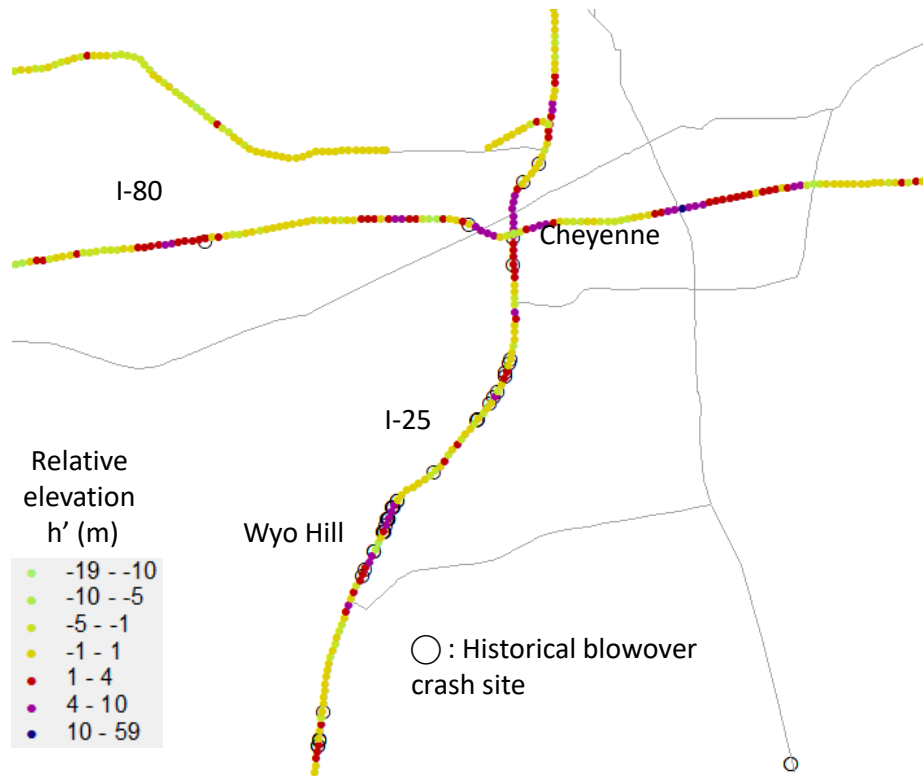 I-80
Cheyenne
I-25
Relative
elevation
h’ (m)
Wyo Hill
-19 - -10
-10 - -5
-5 - -1
-1 - 1
1 - 4
4 - 10
10 - 59
: Historical blowover
crash site